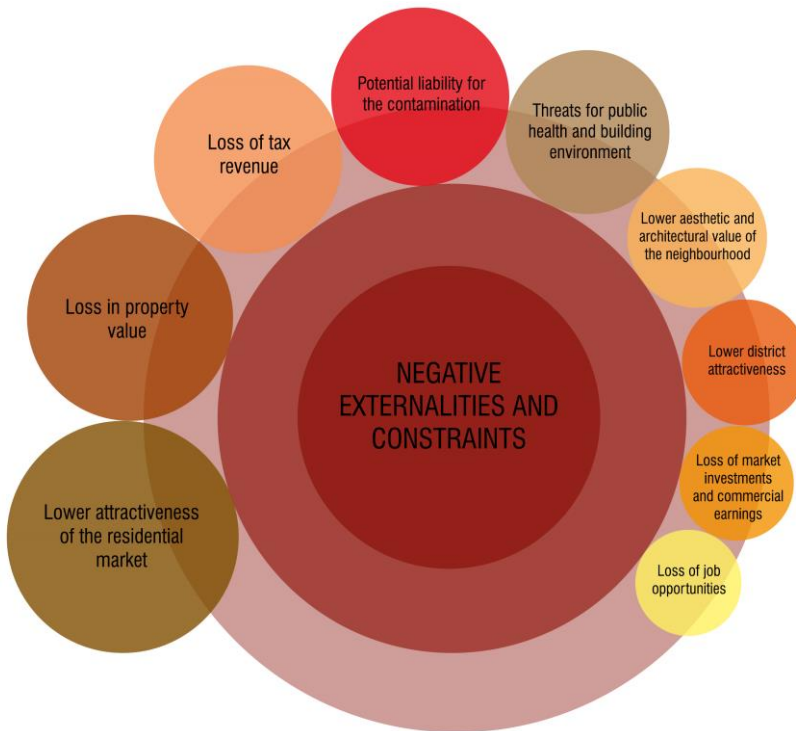 Potential liability for
the contamination
Threats for public
health and building
environment
Loss of tax
revenue
Lower aesthetic and
architectural value of
the neighbourhood
Loss in property
value
Lower district
attractiveness
NEGATIVE
EXTERNALITIES AND
CONSTRAINTS
Loss of market
investments
and commercial
earnings
Lower attractiveness
of the residential
market
Loss of job
opportunities